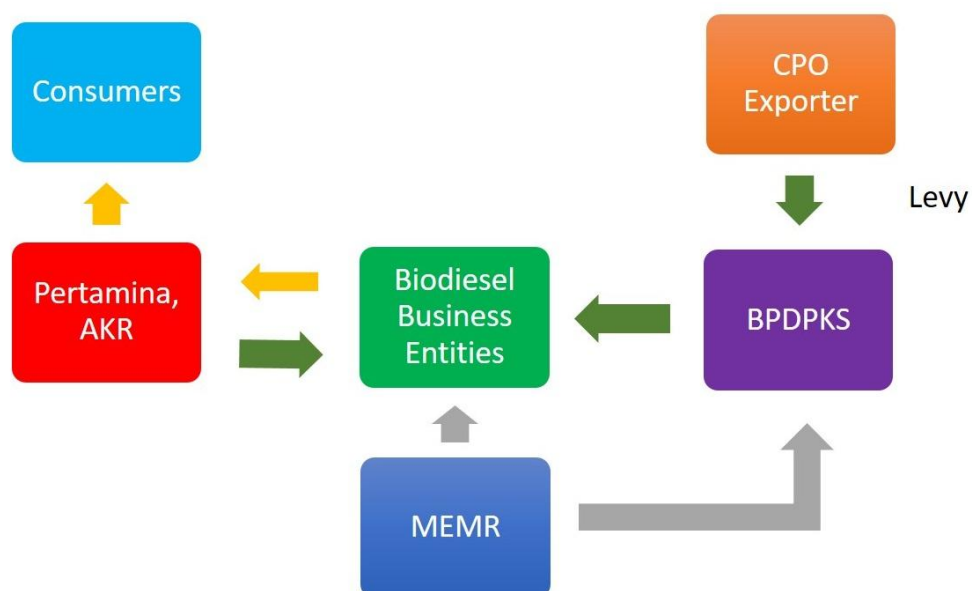 Consumers
CPO
Exporter
Levy
Pertamina,
AKR
Biodiesel
Business
Entities
BPDPKS
MEMR